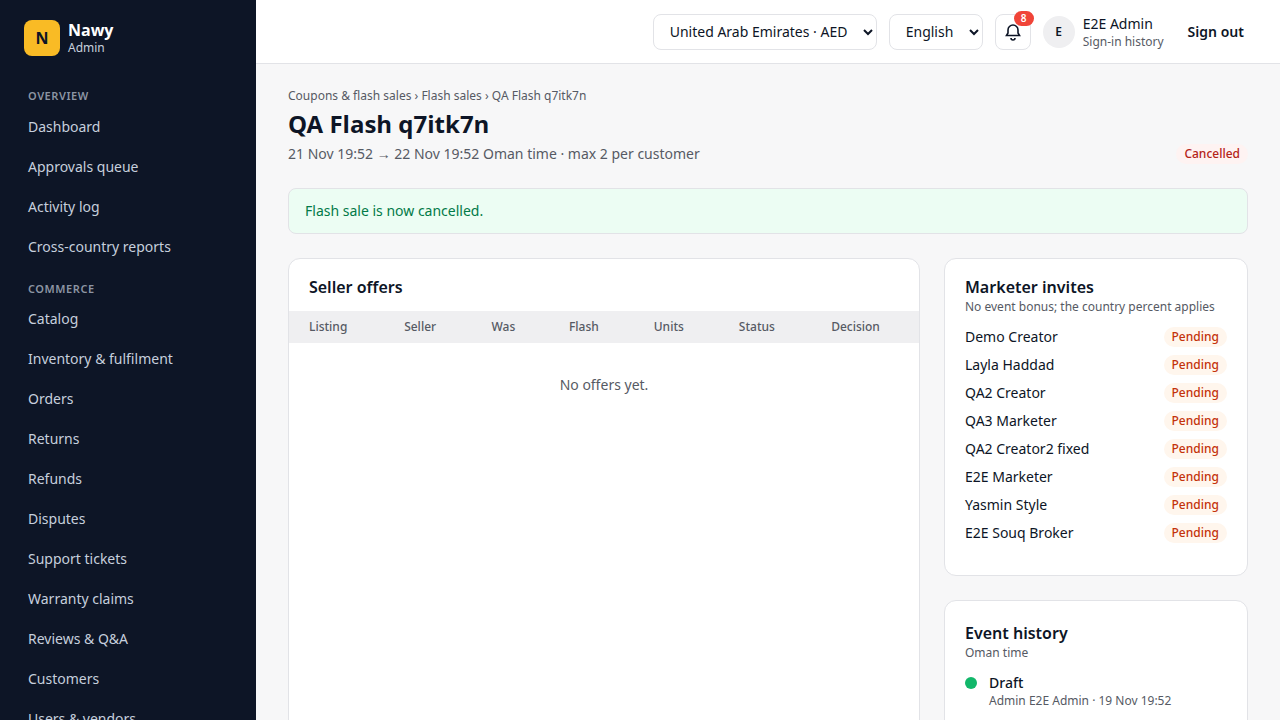 N
Nawy
Admin
OVERVIEW
Dashboard
Approvals queue
Activity log
Cross-country reports
COMMERCE
Catalog
Inventory & fulfilment
Orders
Returns
Refunds
Disputes
Support tickets
Warranty claims
Reviews & Q&A
Customers
Users & vendors
United Arab Emirates · AED
English
8
E
E2E Admin
Sign-in history
Sign out
Coupons & flash sales › Flash sales › QA Flash q7itk7n
QA Flash q7itk7n
21 Nov 19:52 → 22 Nov 19:52 Oman time · max 2 per customer
Cancelled
Flash sale is now cancelled.
Seller offers
Listing Seller Was Flash Units Status Decision
No offers yet.
Marketer invites
No event bonus; the country percent applies
Demo Creator Pending
Layla Haddad Pending
QA2 Creator Pending
QA3 Marketer Pending
QA2 Creator2 fixed Pending
E2E Marketer Pending
Yasmin Style Pending
E2E Souq Broker Pending
Event history
Oman time
Draft
Admin E2E Admin · 19 Nov 19:52